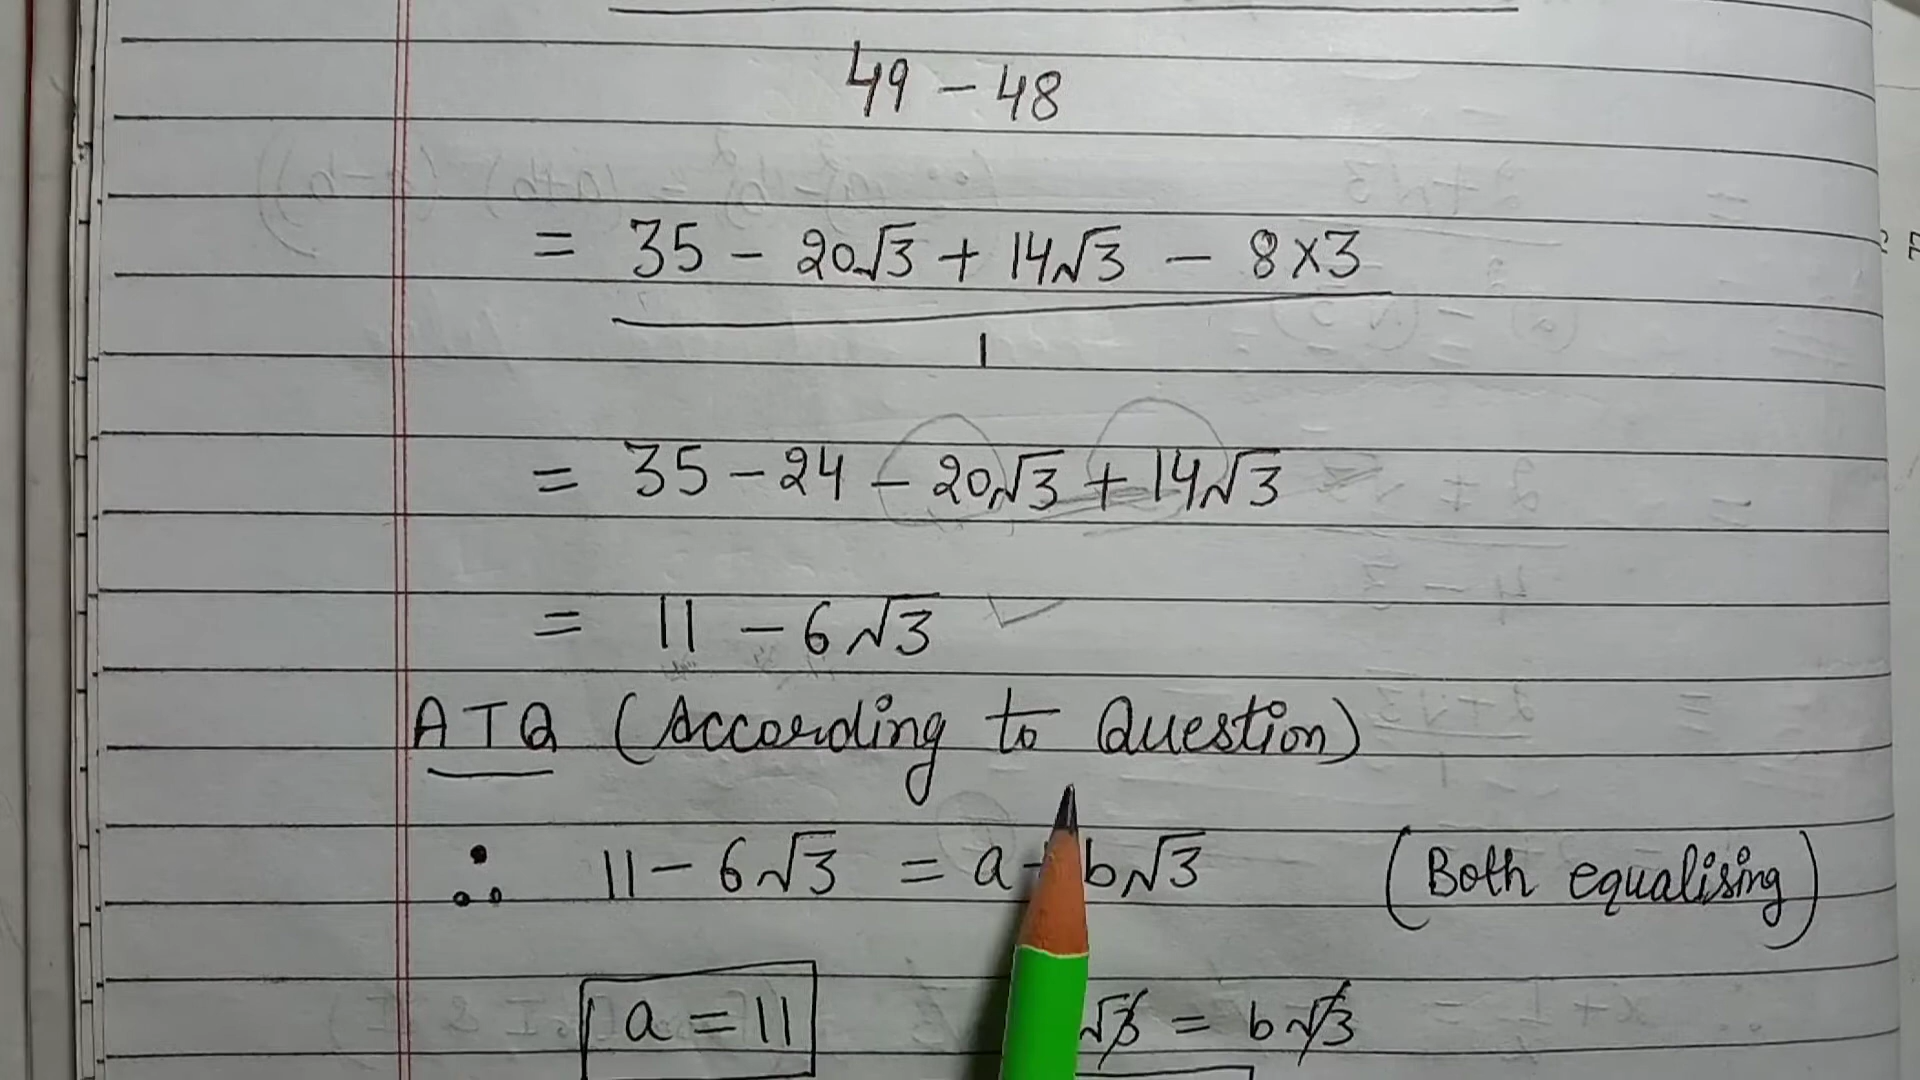 49 - 48
= 35 - 20√3 + 14√3 - 8×3
1
= 35 - 24 - 20√3 + 14√3
= 11 - 6√3
ATQ (According to Question)
∴ 11 - 6√3 = a b√3 (Both equalising)
a = 11 √3 = b√3